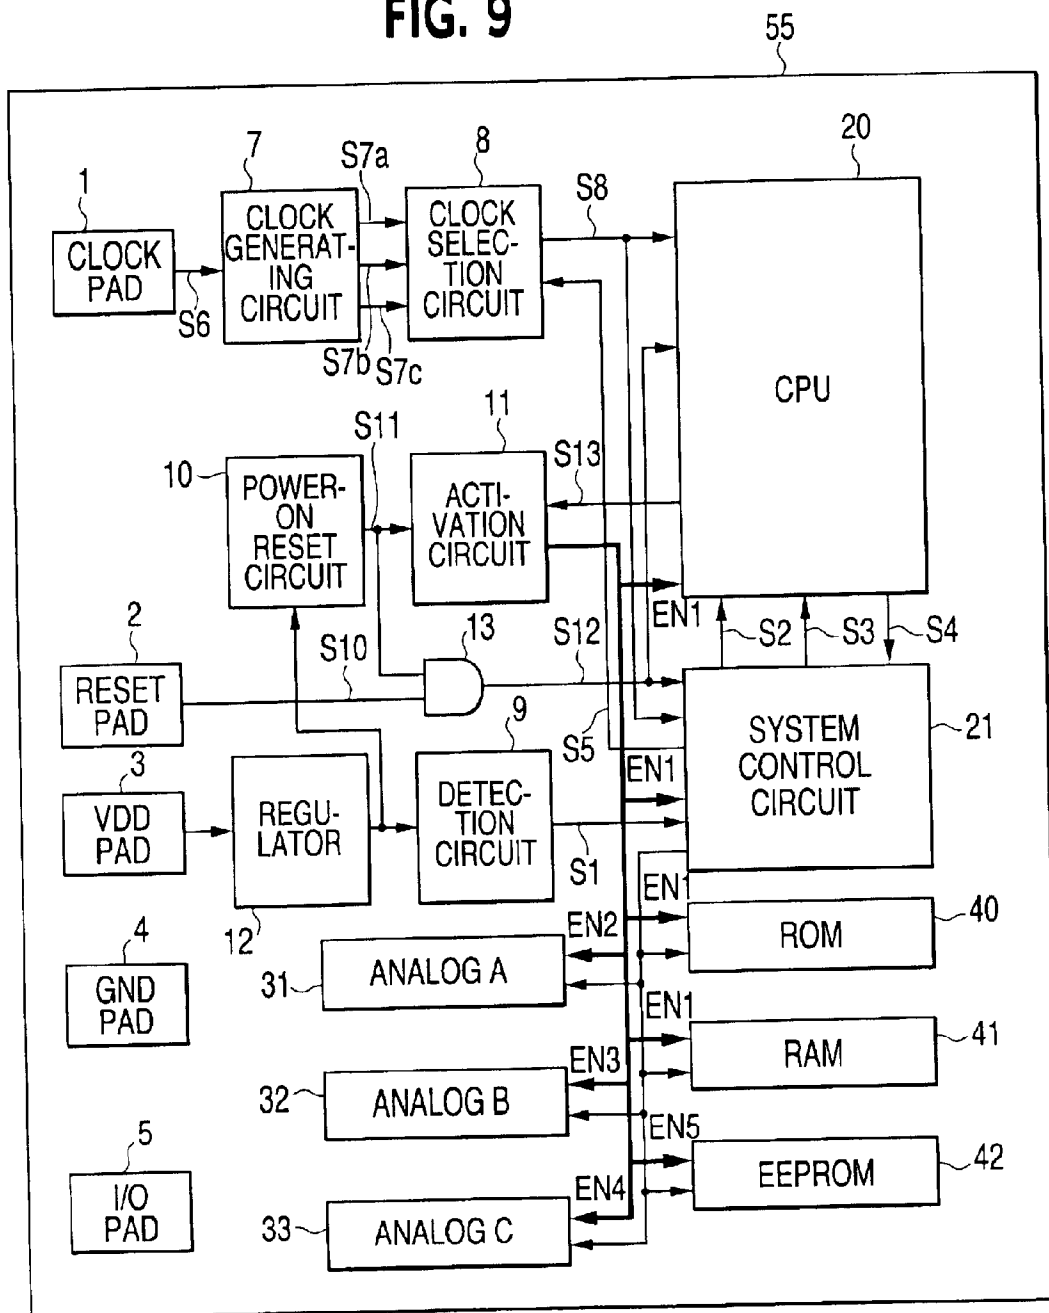 FIG. 9
55
7
S7a
8
S8
20
1
CLOCK
PAD
S6
CLOCK
GENERAT-
ING
CIRCUIT
CLOCK
SELEC-
TION
CIRCUIT
S7b
S7c
CPU
10
S11
11
S13
POWER-
ON
RESET
CIRCUIT
ACTI-
VATION
CIRCUIT
EN1
S2
S3
S4
2
S10
13
S12
RESET
PAD
9
S5
SYSTEM
CONTROL
CIRCUIT
21
3
VDD
PAD
REGU-
LATOR
12
DETEC-
TION
CIRCUIT
S1
EN1
EN1
4
GND
PAD
31
ANALOG A
EN2
ROM
40
EN1
RAM
41
32
ANALOG B
EN3
5
I/O
PAD
EN5
EEPROM
42
33
ANALOG C
EN4